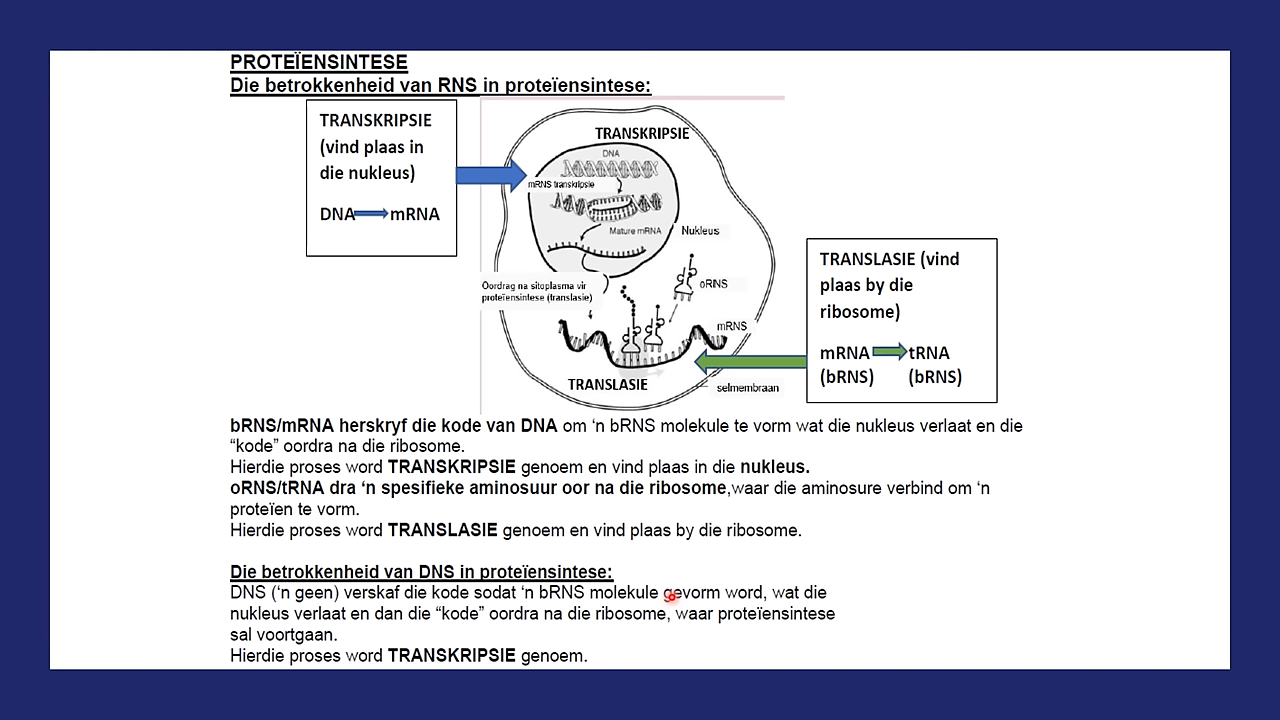 PROTEÏENSINTESE
Die betrokkenheid van RNS in proteïensintese:
TRANSKRIPSIE
(vind plaas in
die nukleus)
DNA mRNA
TRANSKRIPSIE
DNA
mRNS transkripsie
Mature mRNA
Nukleus
Oordrag na sitoplasma vir
proteïensintese (translasie)
oRNS
mRNS
TRANSLASIE
selmembraan
TRANSLASIE (vind
plaas by die
ribosome)
mRNA tRNA
(bRNS) (bRNS)
bRNS/mRNA herskryf die kode van DNA om ‘n bRNS molekule te vorm wat die nukleus verlaat en die
“kode” oordra na die ribosome.
Hierdie proses word TRANSKRIPSIE genoem en vind plaas in die nukleus.
oRNS/tRNA dra ‘n spesifieke aminosuur oor na die ribosome,waar die aminosure verbind om ‘n
proteïen te vorm.
Hierdie proses word TRANSLASIE genoem en vind plaas by die ribosome.
Die betrokkenheid van DNS in proteïensintese:
DNS (‘n geen) verskaf die kode sodat ‘n bRNS molekule gevorm word, wat die
nukleus verlaat en dan die “kode” oordra na die ribosome, waar proteïensintese
sal voortgaan.
Hierdie proses word TRANSKRIPSIE genoem.